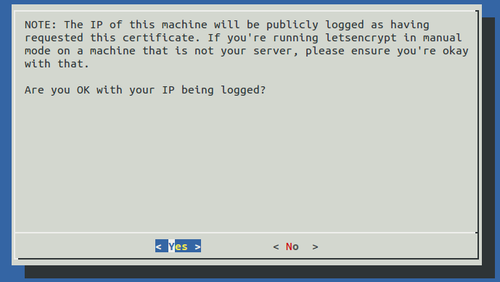 NOTE: The IP of this machine will be publicly logged as having
requested this certificate. If you're running letsencrypt in manual
mode on a machine that is not your server, please ensure you're okay
with that.
Are you OK with your IP being logged?
< Yes > < No >